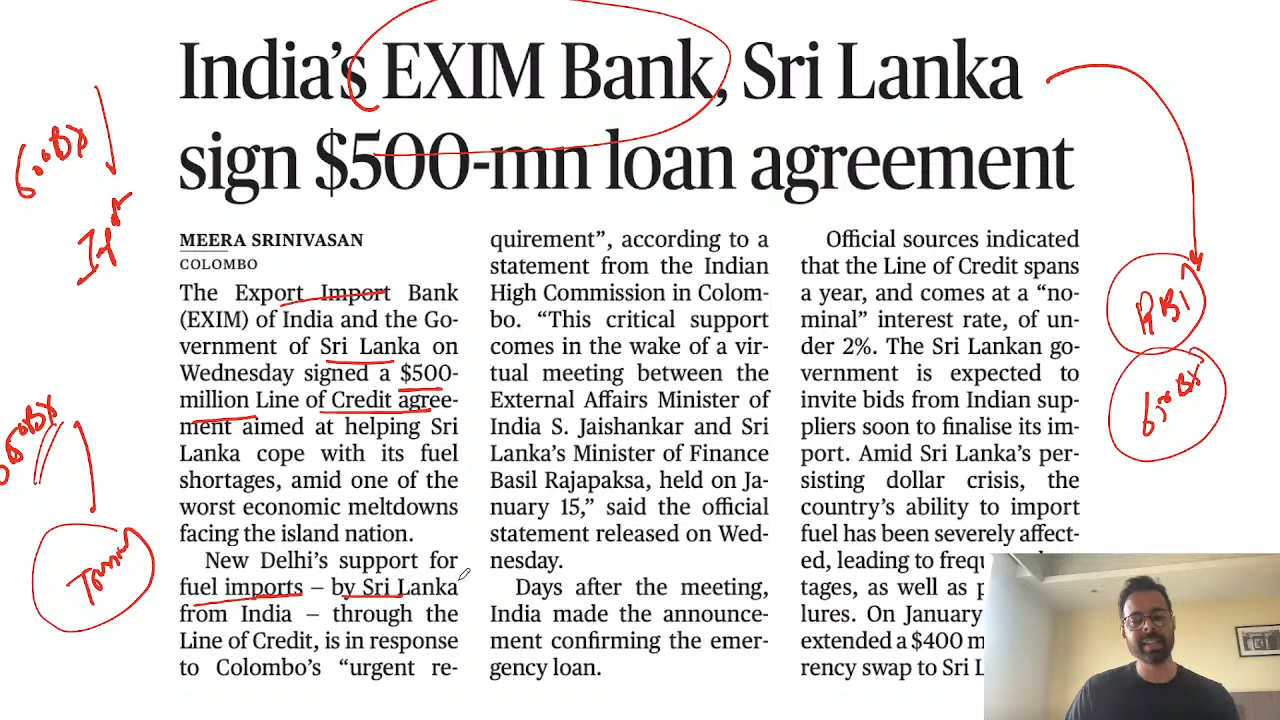 India's EXIM Bank, Sri Lanka
sign $500-mn loan agreement
MEERA SRINIVASAN
COLOMBO
The Export Import Bank
(EXIM) of India and the Go-
vernment of Sri Lanka on
Wednesday signed a $500-
million Line of Credit agree-
ment aimed at helping Sri
Lanka cope with its fuel
shortages, amid one of the
worst economic meltdowns
facing the island nation.
New Delhi's support for
fuel imports – by Sri Lanka
from India – through the
Line of Credit, is in response
to Colombo's “urgent re-
quirement”, according to a
statement from the Indian
High Commission in Colom-
bo. “This critical support
comes in the wake of a vir-
tual meeting between the
External Affairs Minister of
India S. Jaishankar and Sri
Lanka's Minister of Finance
Basil Rajapaksa, held on Ja-
nuary 15,” said the official
statement released on Wed-
nesday.
Days after the meeting,
India made the announce-
ment confirming the emer-
gency loan.
Official sources indicated
that the Line of Credit spans
a year, and comes at a “no-
minal” interest rate, of un-
der 2%. The Sri Lankan go-
vernment is expected to
invite bids from Indian sup-
pliers soon to finalise its im-
port. Amid Sri Lanka's per-
sisting dollar crisis, the
country's ability to import
fuel has been severely affect-
ed, leading to
tages, as well as
lures. On January
extended a $400
rency swap to Sri
RBI